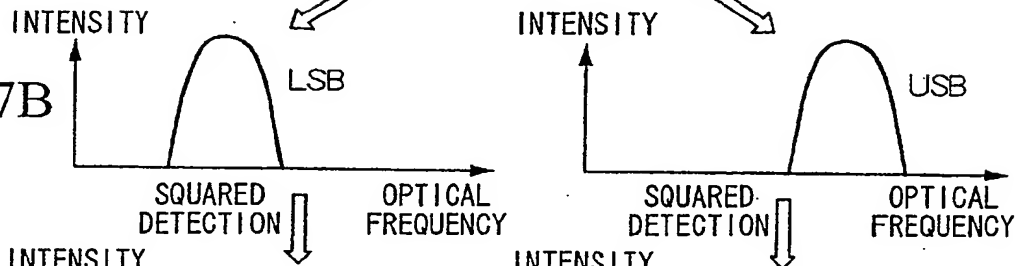 INTENSITY
INTENSITY
7B
LSB
USB
SQUARED DETECTION
OPTICAL FREQUENCY
SQUARED DETECTION
OPTICAL FREQUENCY
INTENSITY
INTENSITY